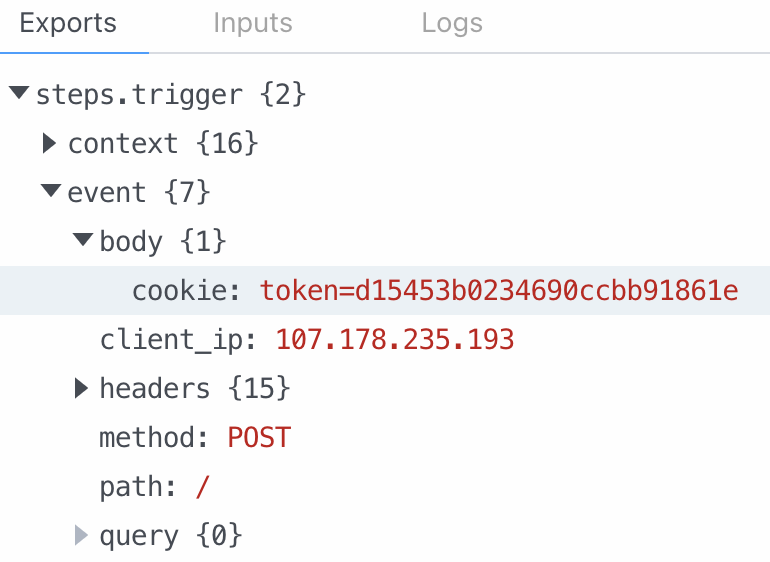 Exports Inputs Logs
steps.trigger {2}
context {16}
event {7}
body {1}
cookie: token=d15453b0234690ccbb91861e
client_ip: 107.178.235.193
headers {15}
method: POST
path: /
query {0}